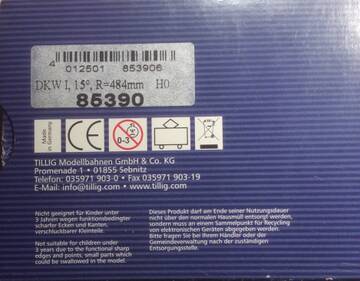 4 012501 853906
DKW I, 15°, R=484mm H0
85390
Made in
Germany
CE
0-3
TILLIG Modellbahnen GmbH & Co. KG
Promenade 1 • 01855 Sebnitz
Telefon: 035971 903-0 • Fax 035971 903-19
E-Mail: info@tillig.com • www.tillig.com
Nicht geeignet für Kinder unter
3 Jahren wegen funktionsbedingter
scharfer Ecken und Kanten,
verschluckbarer Kleinteile.
Not suitable for children under
3 years due to the functional sharp
edges and points, small parts which
could be swallowed in the model.
Dieses Produkt darf am Ende seiner Nutzungsdauer
nicht über den normalen Hausmüll entsorgt werden,
sondern muss an einem Sammelpunkt für Recycling
von elektronischen Geräten abgegeben werden.
Bitte fragen Sie bei Ihrem Händler oder der
Gemeindeverwaltung nach der zuständigen
Entsorgungsstelle.